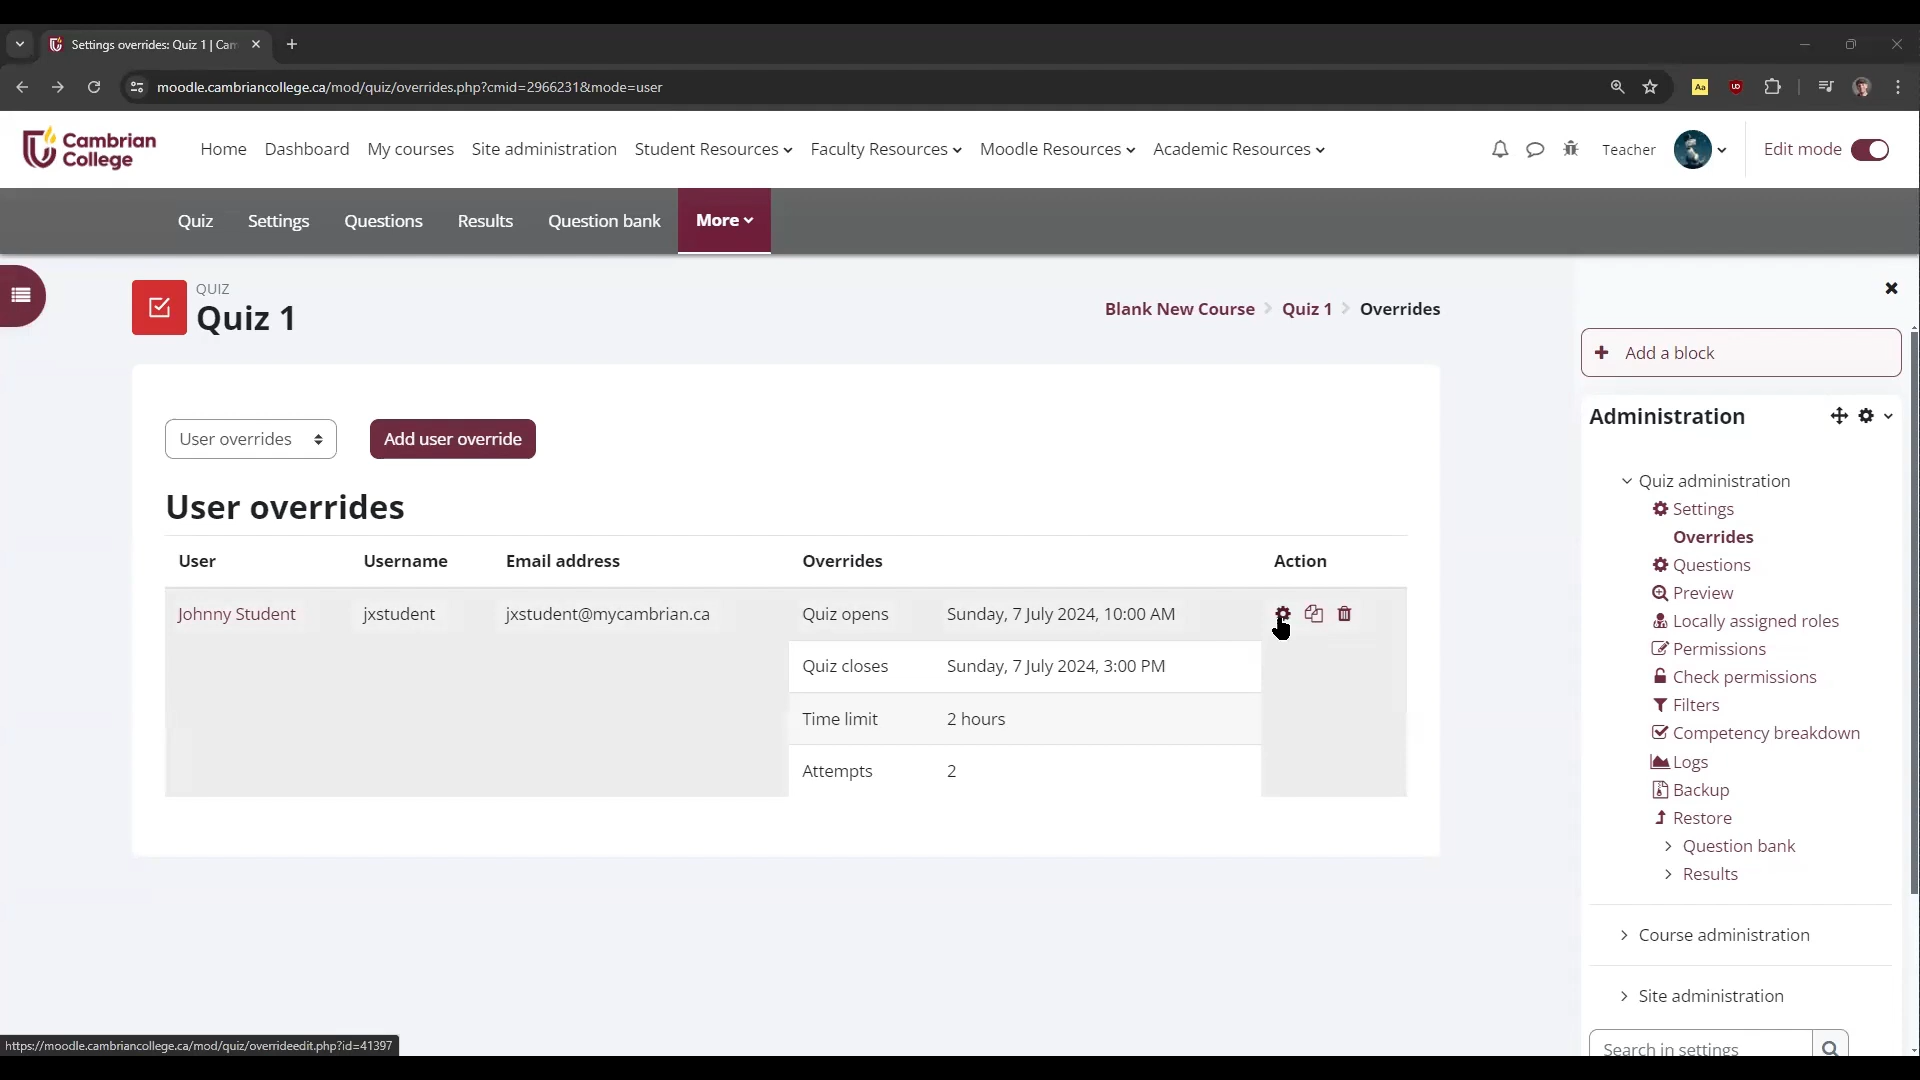 Settings overrides: Quiz 1 | Cam
moodle.cambriancollege.ca/mod/quiz/overrides.php?cmid=2966231&mode=user
Aa
Cambrian
College
Home Dashboard My courses Site administration Student Resources Faculty Resources Moodle Resources Academic Resources Teacher Edit mode
Quiz Settings Questions Results Question bank More
QUIZ
Quiz 1
Blank New Course Quiz 1 Overrides
Add a block
User overrides Add user override
Administration
User overrides
User Username Email address Overrides Action
Johnny Student jxstudent jxstudent@mycambrian.ca Quiz opens Sunday, 7 July 2024, 10:00 AM
Quiz closes Sunday, 7 July 2024, 3:00 PM
Time limit 2 hours
Attempts 2
Quiz administration
Settings
Overrides
Questions
Preview
Locally assigned roles
Permissions
Check permissions
Filters
Competency breakdown
Logs
Backup
Restore
Question bank
Results
Course administration
Site administration
Search in settings
https://moodle.cambriancollege.ca/mod/quiz/overrideedit.php?id=41397